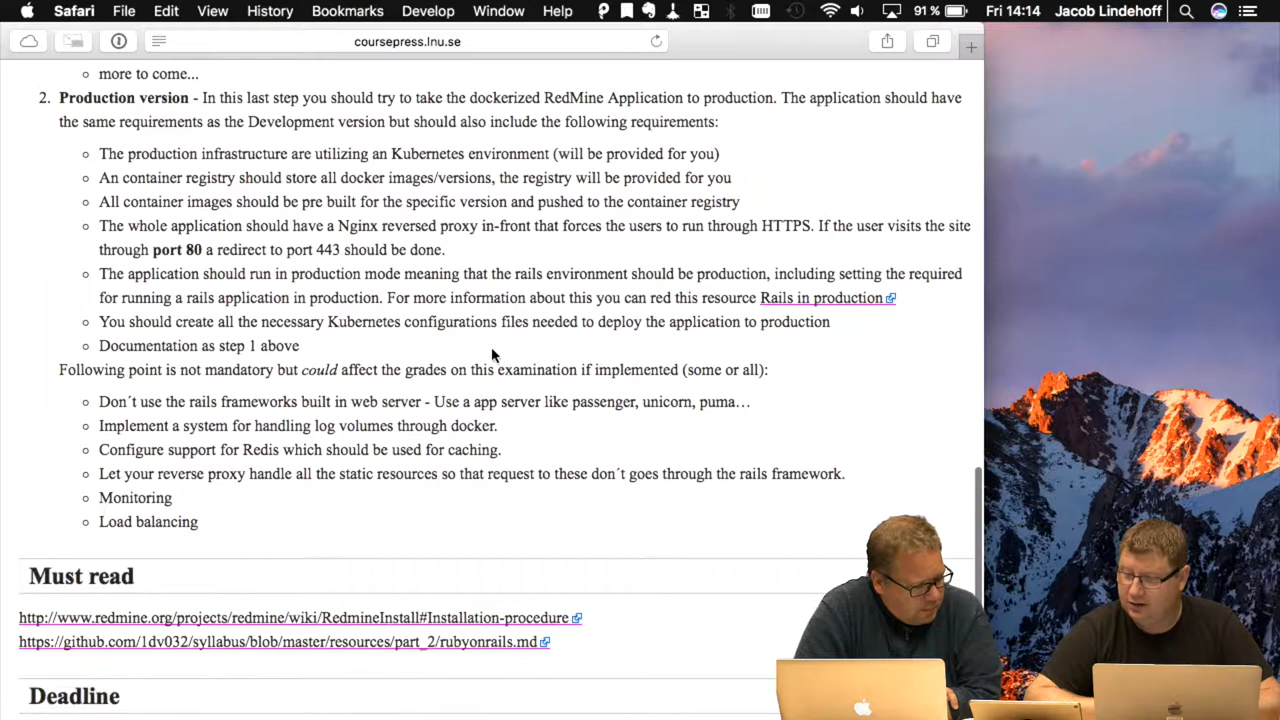 Safari File Edit View History Bookmarks Develop Window Help 91 % Fri 14:14 Jacob Lindehoff
coursepress.lnu.se
more to come...
2. Production version - In this last step you should try to take the dockerized RedMine Application to production. The application should have
the same requirements as the Development version but should also include the following requirements:
The production infrastructure are utilizing an Kubernetes environment (will be provided for you)
An container registry should store all docker images/versions, the registry will be provided for you
All container images should be pre built for the specific version and pushed to the container registry
The whole application should have a Nginx reversed proxy in-front that forces the users to run through HTTPS. If the user visits the site
through port 80 a redirect to port 443 should be done.
The application should run in production mode meaning that the rails environment should be production, including setting the required
for running a rails application in production. For more information about this you can red this resource Rails in production
You should create all the necessary Kubernetes configurations files needed to deploy the application to production
Documentation as step 1 above
Following point is not mandatory but could affect the grades on this examination if implemented (some or all):
Don´t use the rails frameworks built in web server - Use a app server like passenger, unicorn, puma…
Implement a system for handling log volumes through docker.
Configure support for Redis which should be used for caching.
Let your reverse proxy handle all the static resources so that request to these don´t goes through the rails framework.
Monitoring
Load balancing
Must read
http://www.redmine.org/projects/redmine/wiki/RedmineInstall#Installation-procedure
https://github.com/1dv032/syllabus/blob/master/resources/part_2/rubyonrails.md
Deadline